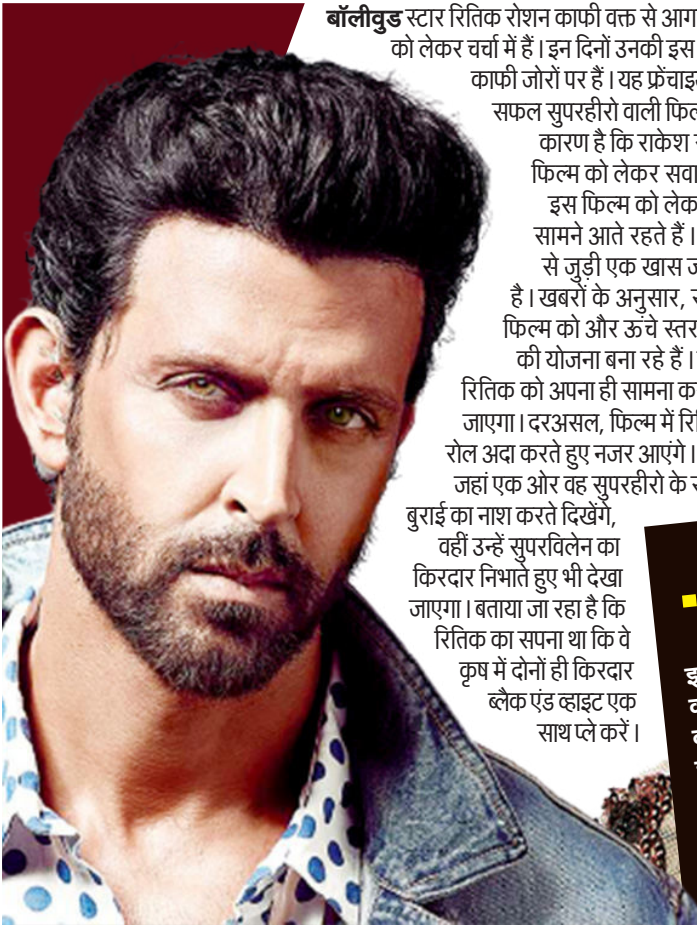 बॉलीवुड स्टार रितिक रोशन काफी वक्त से
को लेकर चर्चा में हैं। इन दिनों उनकी इस
काफी जोरों पर हैं। यह
सफल सुपरहीरो वाली
कारण है कि राकेश
फिल्म को लेकर
इस फिल्म को
सामने आते रहते हैं।
से जुड़ी एक खास
है। खबरों के अनुसार,
फिल्म को और ऊंचे स्तर
की योजना बना रहे हैं।
रितिक को अपना ही सामना
जाएगा। दरअसल, फिल्म में
रोल अदा करते हुए नजर आएंगे।
जहां एक ओर वह सुपरहीरो के
बुराई का नाश करते दिखेंगे,
वहीं उन्हें सुपरविलेन का
किरदार निभाते हुए भी देखा
जाएगा। बताया जा रहा है कि
रितिक का सपना था कि वे
कृष में दोनों ही किरदार
ब्लैक एंड व्हाइट एक
साथ प्ले करें।